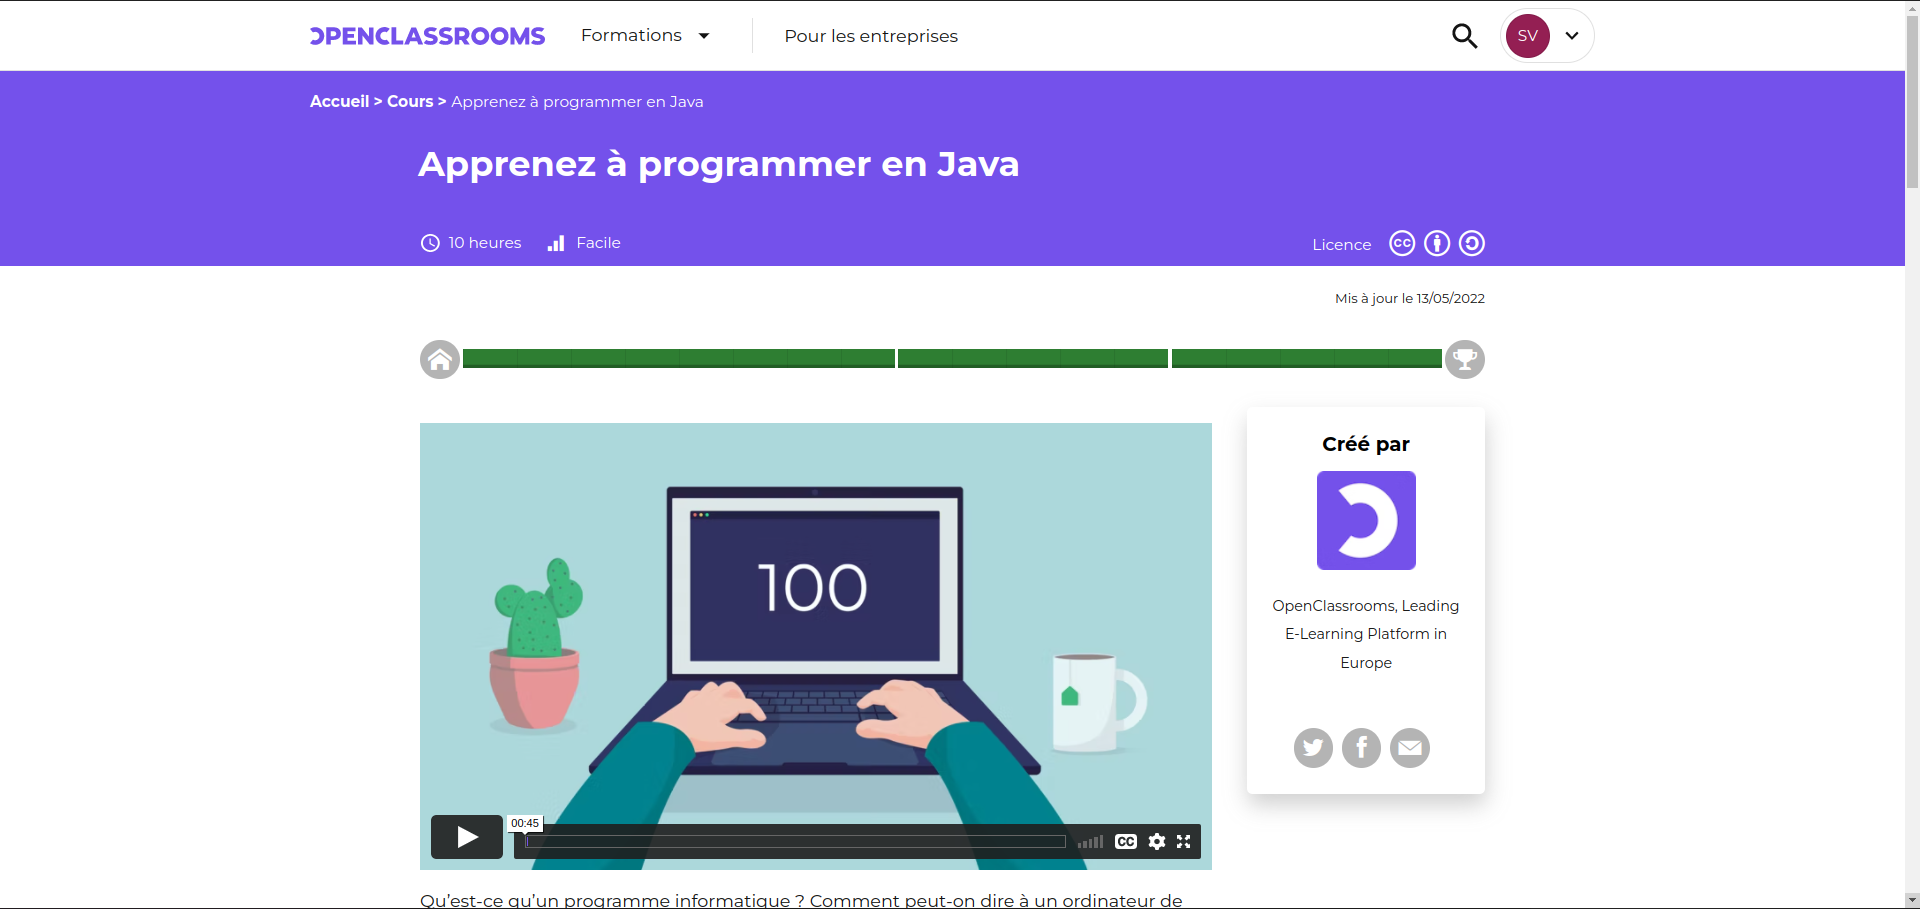 OPENCLASSROOMS
Formations
Pour les entreprises
SV
Accueil > Cours > Apprenez à programmer en Java
Apprenez à programmer en Java
10 heures
Facile
Licence
CC
Mis à jour le 13/05/2022
100
00:45
CC
Créé par
OpenClassrooms, Leading
E-Learning Platform in
Europe
Qu'est-ce qu'un programme informatique ? Comment peut-on dire à un ordinateur de